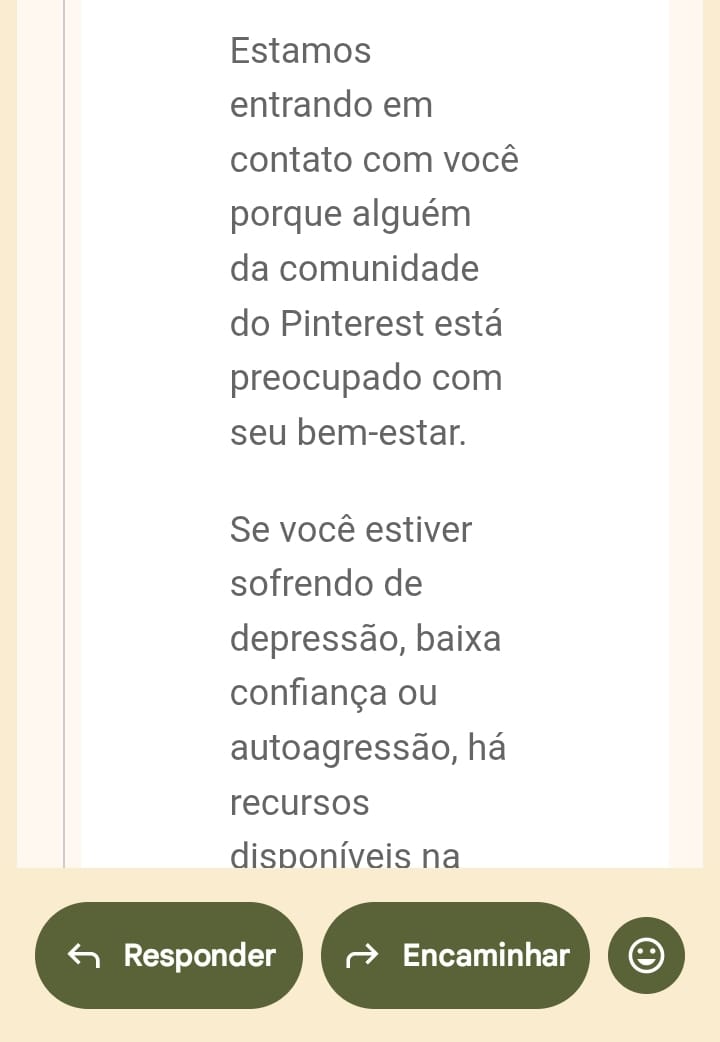 Estamos
entrando em
contato com você
porque alguém
da comunidade
do Pinterest está
preocupado com
seu bem-estar.
Se você estiver
sofrendo de
depressão, baixa
confiança ou
autoagressão, há
recursos
disponíveis na
Responder
Encaminhar